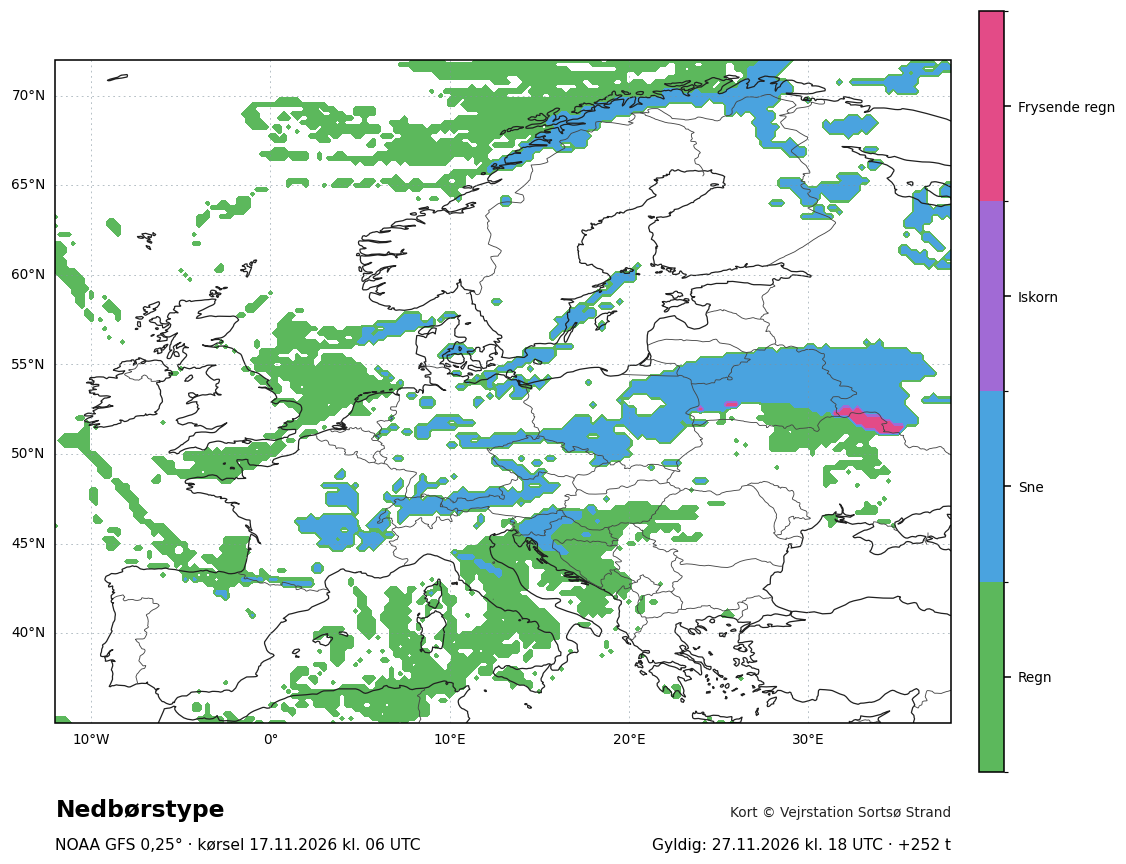 70°N
65°N
60°N
55°N
50°N
45°N
40°N
10°W
0°
10°E
20°E
30°E
Frysende regn
Iskorn
Sne
Regn
Nedbørstype
Kort © Vejrstation Sortsø Strand
NOAA GFS 0,25° · kørsel 17.11.2026 kl. 06 UTC
Gyldig: 27.11.2026 kl. 18 UTC · +252 t